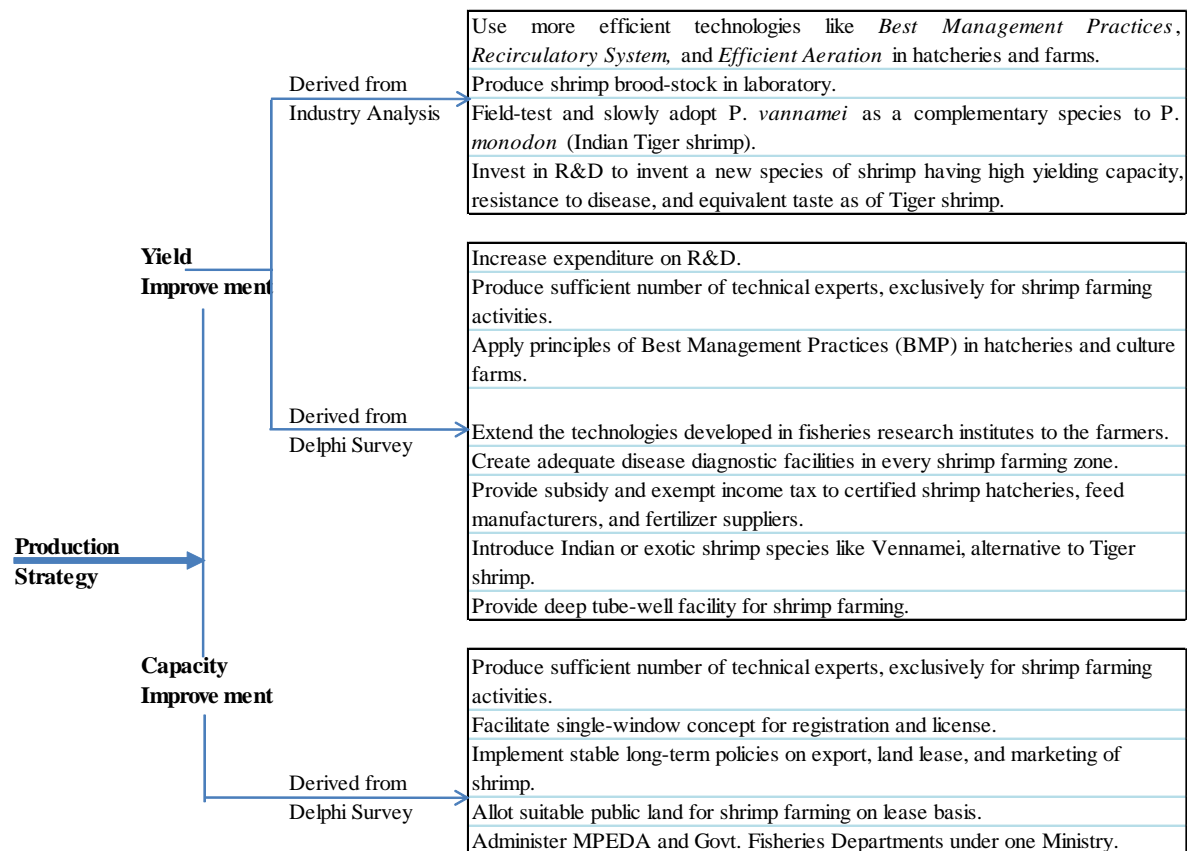 Use more efficient technologies like Best Management Practices,
Recirculatory System, and Efficient Aeration in hatcheries and farms.
Derived from
Industry Analysis
Produce shrimp brood-stock in laboratory.
Field-test and slowly adopt P. vannamei as a complementary species to P.
monodon (Indian Tiger shrimp).
Invest in R&D to invent a new species of shrimp having high yielding capacity,
resistance to disease, and equivalent taste as of Tiger shrimp.
Yield
Improve ment
Increase expenditure on R&D.
Produce sufficient number of technical experts, exclusively for shrimp farming
activities.
Apply principles of Best Management Practices (BMP) in hatcheries and culture
farms.
Derived from
Delphi Survey
Extend the technologies developed in fisheries research institutes to the farmers.
Create adequate disease diagnostic facilities in every shrimp farming zone.
Provide subsidy and exempt income tax to certified shrimp hatcheries, feed
manufacturers, and fertilizer suppliers.
Introduce Indian or exotic shrimp species like Vennamei, alternative to Tiger
shrimp.
Provide deep tube-well facility for shrimp farming.
Production
Strategy
Capacity
Improve ment
Produce sufficient number of technical experts, exclusively for shrimp farming
activities.
Facilitate single-window concept for registration and license.
Implement stable long-term policies on export, land lease, and marketing of
shrimp.
Derived from
Delphi Survey
Allot suitable public land for shrimp farming on lease basis.
Administer MPEDA and Govt. Fisheries Departments under one Ministry.